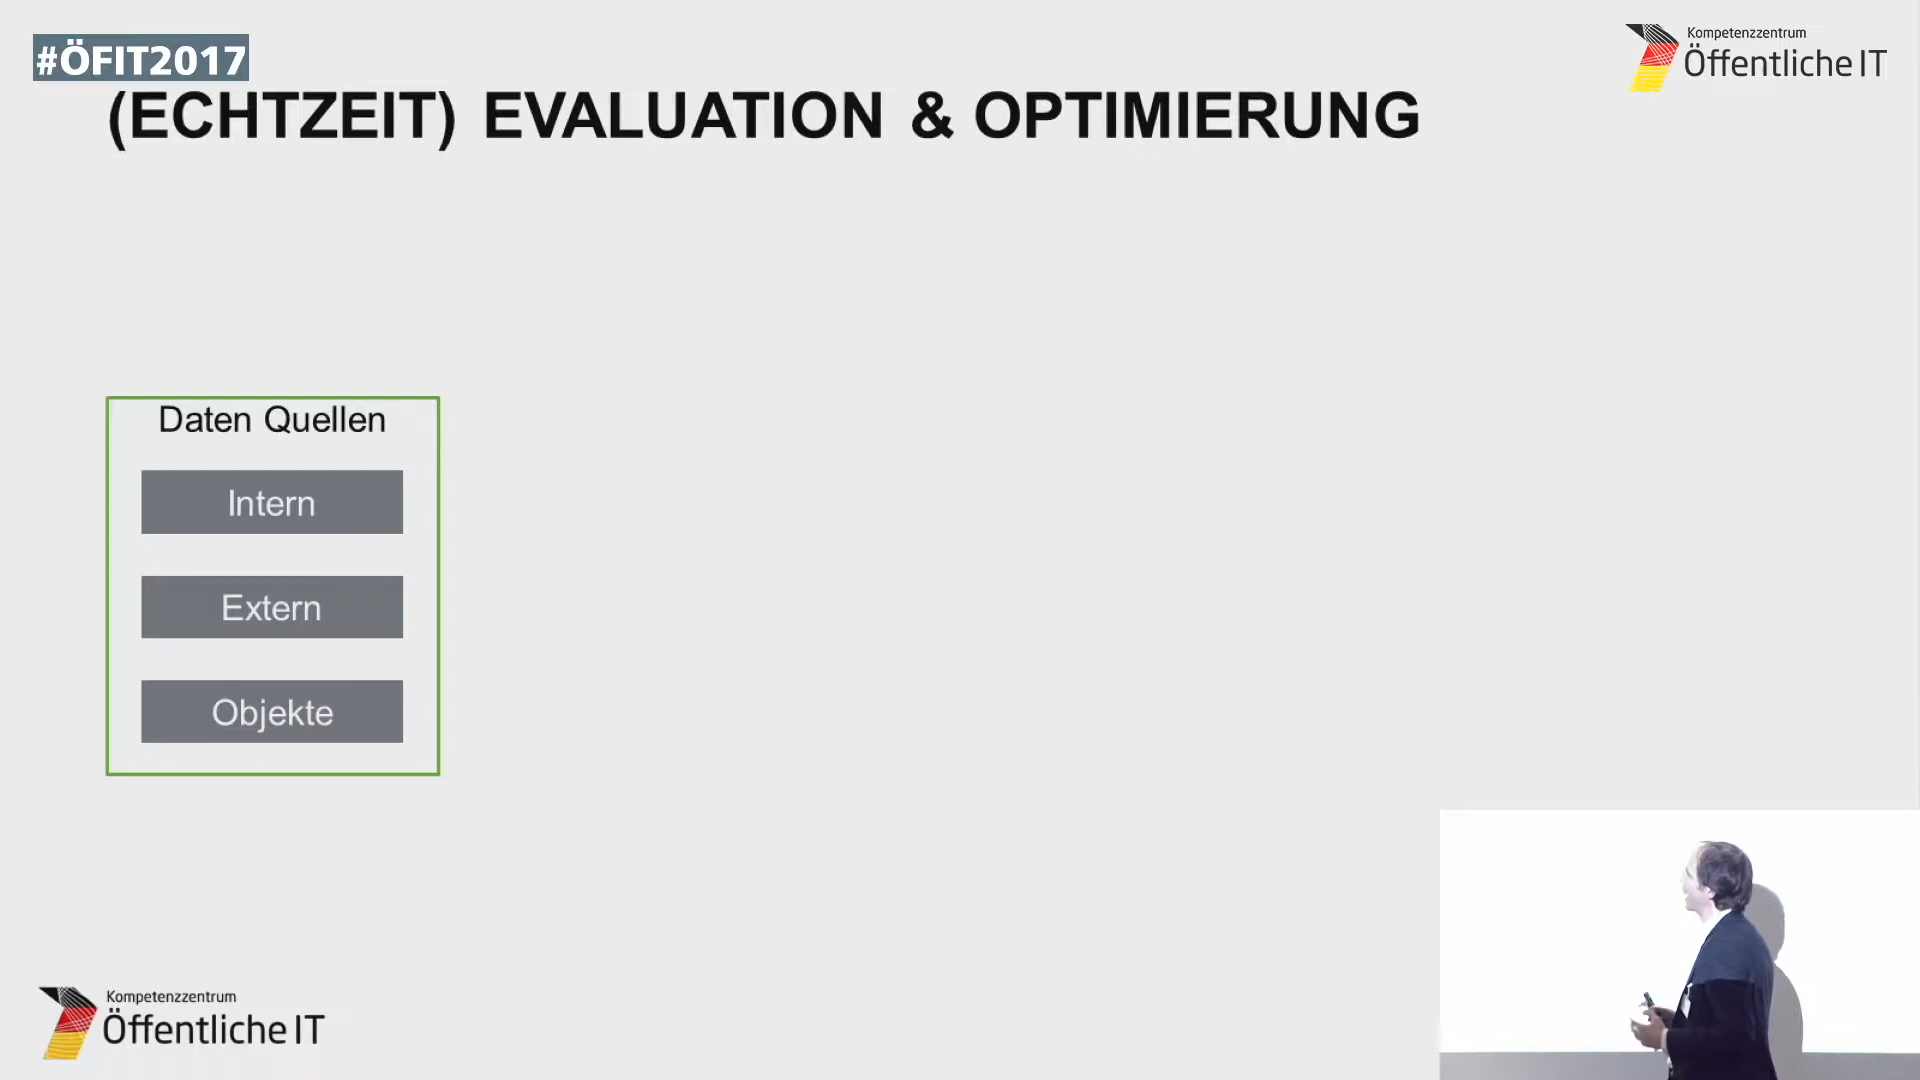 #ÖFIT2017
Kompetenzzentrum
Öffentliche IT
(ECHTZEIT) EVALUATION & OPTIMIERUNG
Daten Quellen
Intern
Extern
Objekte
Kompetenzzentrum
Öffentliche IT